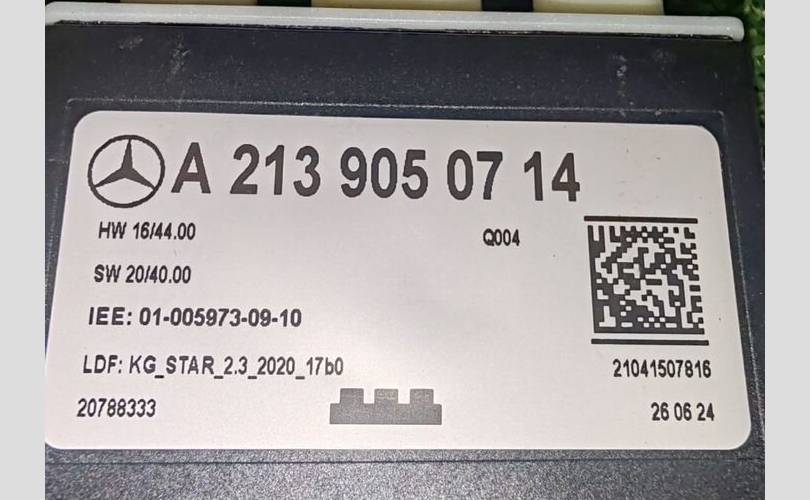 A 213 905 07 14
HW 16/44.00
Q004
SW 20/40.00
IEE: 01-005973-09-10
LDF: KG_STAR_2.3_2020_17b0
21041507816
20788333
26 06 24